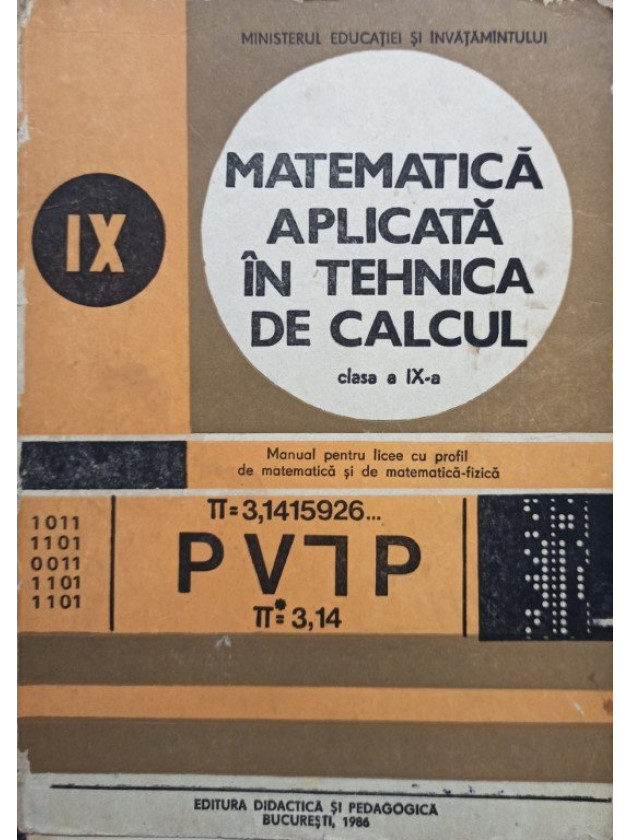 MINISTERUL EDUCAȚIEI ȘI ÎNVĂȚĂMÎNTULUI
MATEMATICĂ
APLICATĂ
ÎN TEHNICA
DE CALCUL
clasa a IX-a
IX
Manual pentru licee cu profil
de matematică și de matematică-fizică
1011
1101
0011
1101
1101
π=3,1415926...
P V ㄱ P
π*=3,14
EDITURA DIDACTICĂ ȘI PEDAGOGICĂ
BUCUREȘTI, 1986